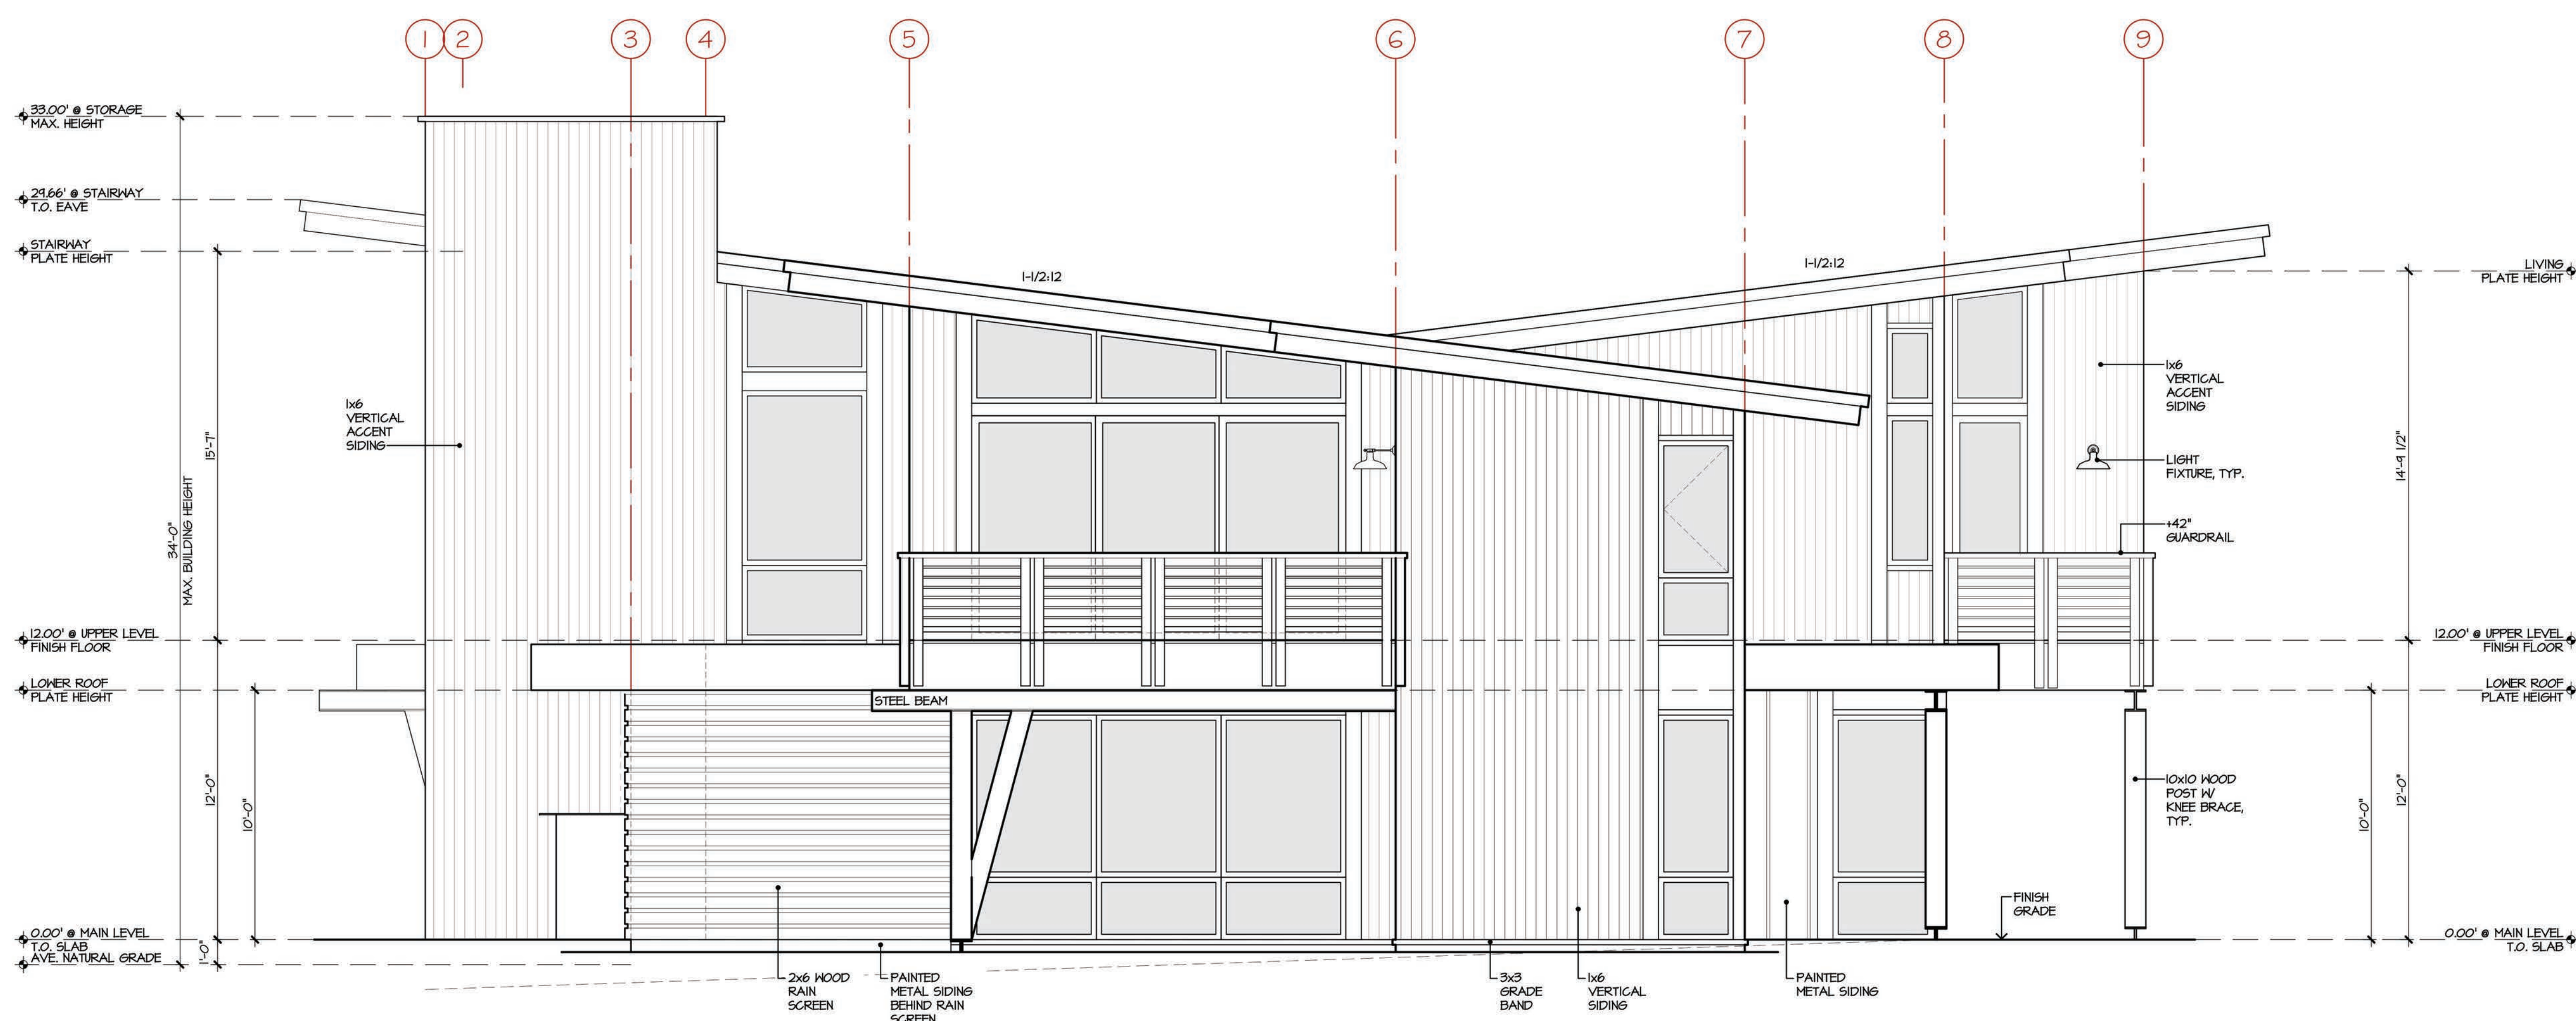 1 2 3 4 5 6 7 8 9
33.00' @ STORAGE
MAX. HEIGHT
29.66' @ STAIRWAY
T.O. EAVE
STAIRWAY
PLATE HEIGHT
12.00' @ UPPER LEVEL
FINISH FLOOR
LOWER ROOF
PLATE HEIGHT
0.00' @ MAIN LEVEL
T.O. SLAB
AVE. NATURAL GRADE
34'-0"
MAX. BUILDING HEIGHT
15'-7"
12'-0"
10'-0"
1'-0"
1x6
VERTICAL
ACCENT
SIDING
1-1/2:12
1-1/2:12
STEEL BEAM
2x6 WOOD
RAIN
SCREEN
PAINTED
METAL SIDING
BEHIND RAIN
SCREEN
3x3
GRADE
BAND
1x6
VERTICAL
SIDING
PAINTED
METAL SIDING
FINISH
GRADE
1x6
VERTICAL
ACCENT
SIDING
LIGHT
FIXTURE, TYP.
+42"
GUARDRAIL
10x10 WOOD
POST W/
KNEE BRACE,
TYP.
14'-9 1/2"
12'-0"
10'-0"
LIVING
PLATE HEIGHT
12.00' @ UPPER LEVEL
FINISH FLOOR
LOWER ROOF
PLATE HEIGHT
0.00' @ MAIN LEVEL
T.O. SLAB